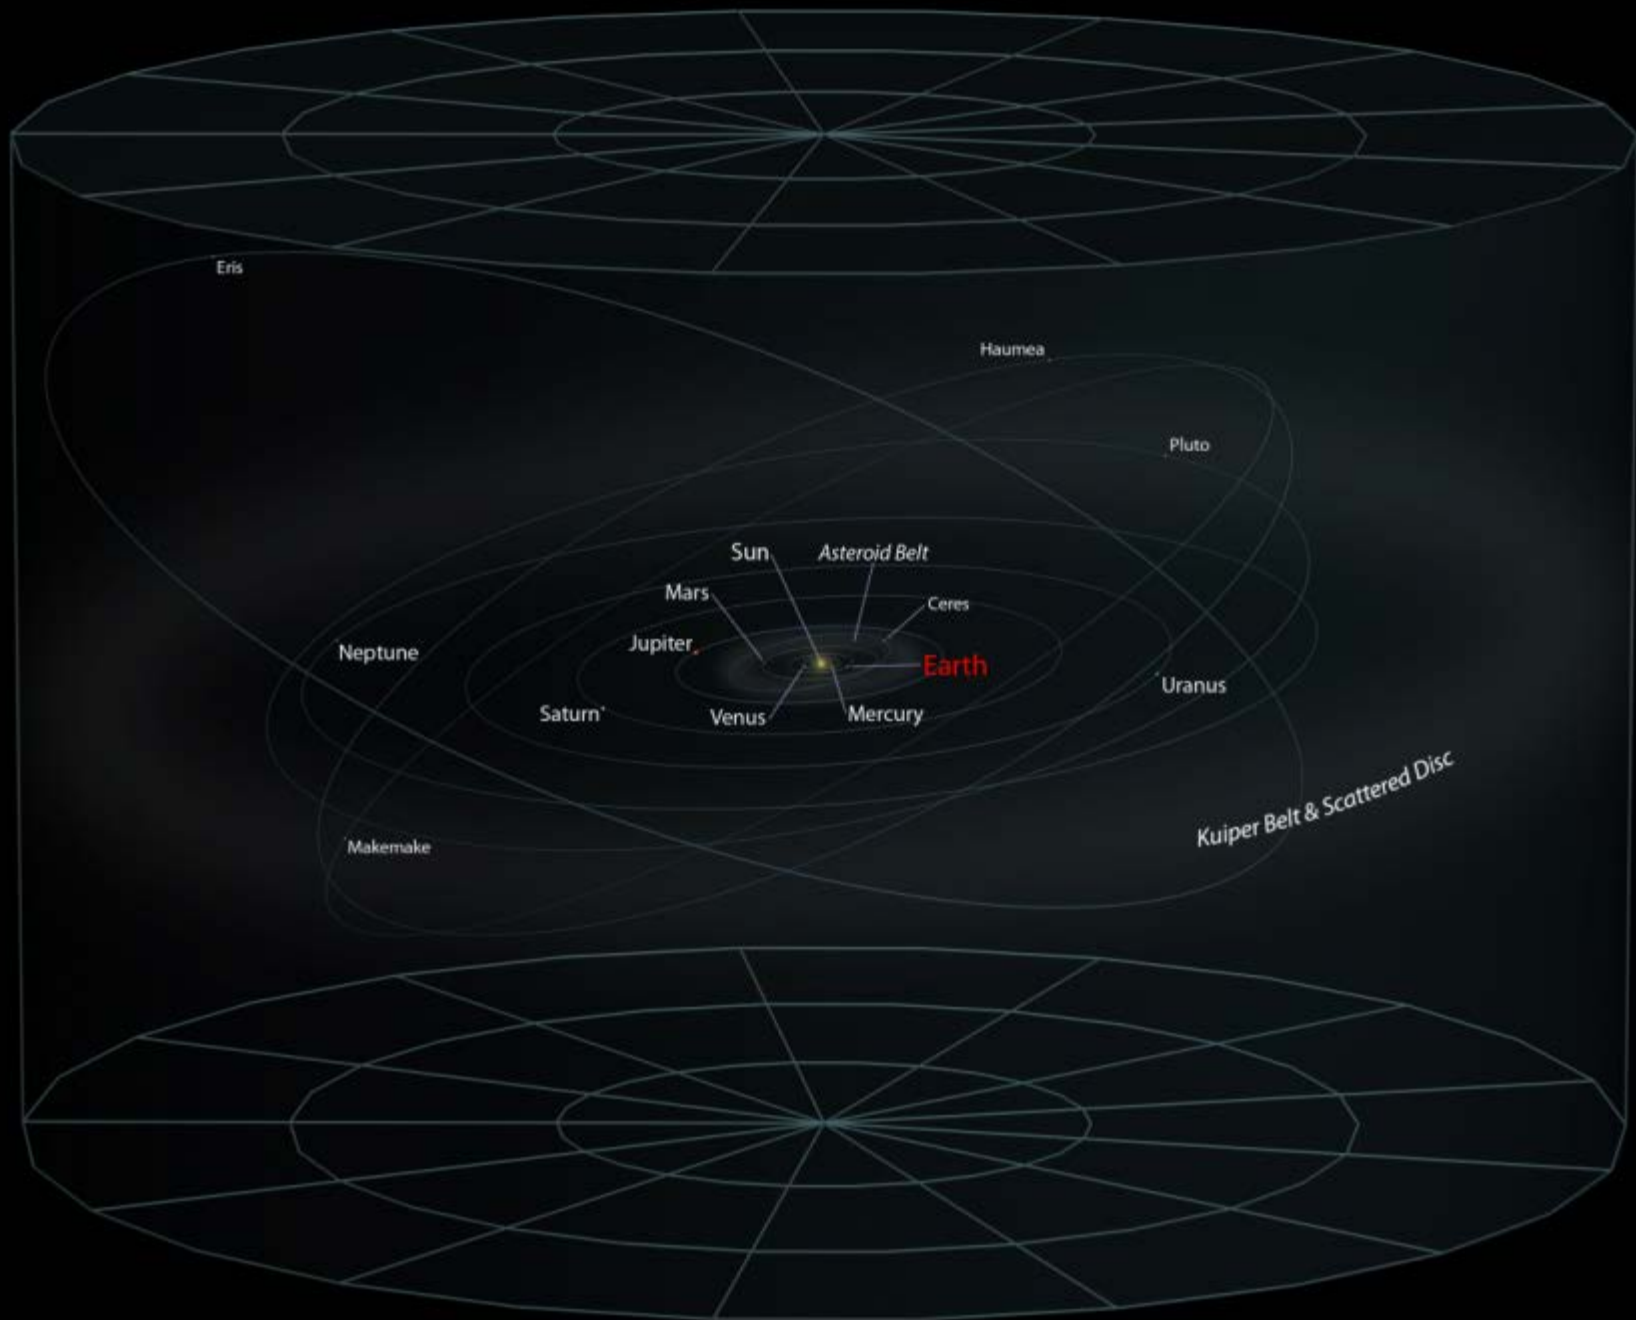 Eris
Haumea
Pluto
Sun
Asteroid Belt
Mars
Ceres
Jupiter
Neptune
Earth
Uranus
Saturn
Venus
Mercury
Kuiper Belt & Scattered Disc
Makemake